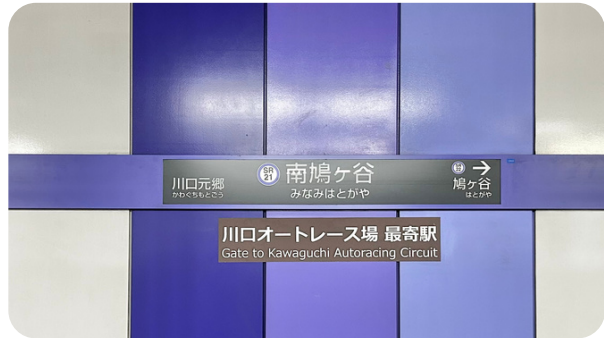 川口元郷
かわぐちもとごう
SR
21
南鳩ヶ谷
みなみはとがや
→
鳩ヶ谷
はとがや
川口オートレース場 最寄駅
Gate to Kawaguchi Autoracing Circuit